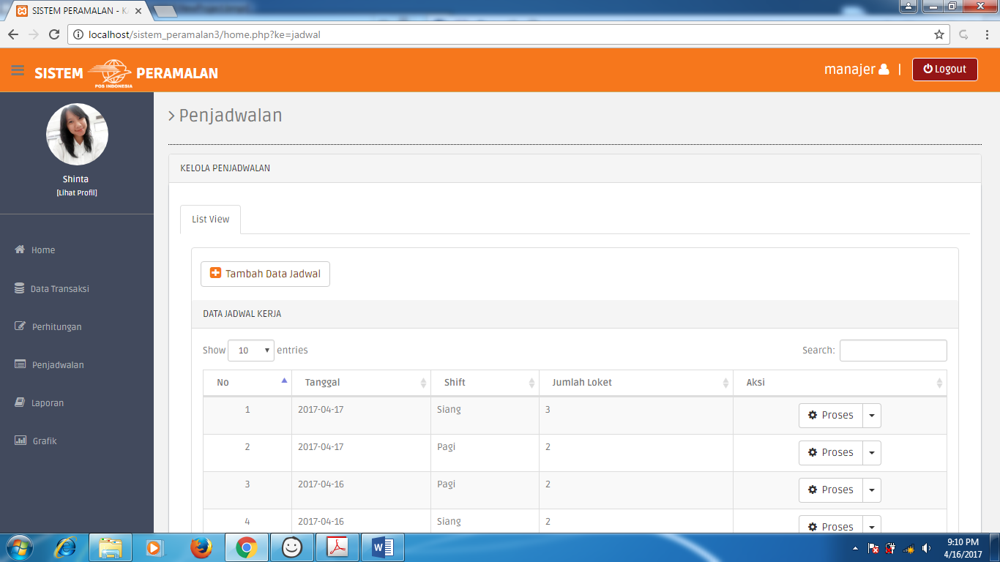 SISTEM PERAMALAN - K
localhost/sistem_peramalan3/home.php?ke=jadwal
SISTEM POS INDONESIA PERAMALAN
manajer | Logout
Shinta
[Lihat Profil]
Home
Data Transaksi
Perhitungan
Penjadwalan
Laporan
Grafik
> Penjadwalan
KELOLA PENJADWALAN
List View
Tambah Data Jadwal
DATA JADWAL KERJA
Show 10 entries Search:
No Tanggal Shift Jumlah Loket Aksi
1 2017-04-17 Siang 3 Proses
2 2017-04-17 Pagi 2 Proses
3 2017-04-16 Pagi 2 Proses
4 2017-04-16 Siang 2 Proses
9:10 PM
4/16/2017